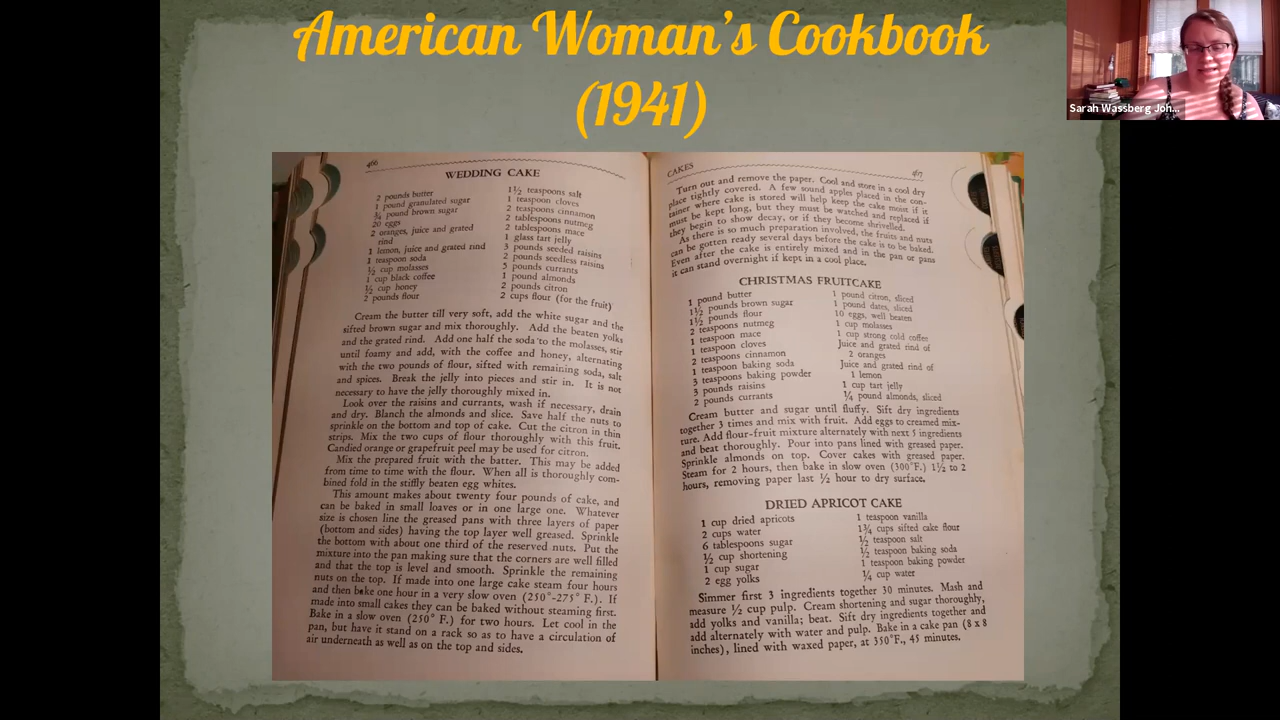 American Woman's Cookbook
(1941)
Sarah Wassberg Joh...
466
WEDDING CAKE
2 pounds butter
1 pound granulated sugar
¾ pound brown sugar
20 eggs
2 oranges, juice and grated
rind
1 lemon, juice and grated rind
1 teaspoon soda
½ cup molasses
1 cup black coffee
½ cup honey
2 pounds flour
1½ teaspoons salt
1 teaspoon cloves
2 teaspoons cinnamon
2 tablespoons nutmeg
2 tablespoons mace
1 glass tart jelly
3 pounds seeded raisins
2 pounds seedless raisins
5 pounds currants
1 pound almonds
2 pounds citron
2 cups flour (for the fruit)
Cream the butter till very soft, add the white sugar and the
sifted brown sugar and mix thoroughly. Add the beaten yolks
and the grated rind. Add one half the soda to the molasses, stir
until foamy and add, with the coffee and honey, alternating
with the two pounds of flour, sifted with remaining soda, salt
and spices. Break the jelly into pieces and stir in. It is not
necessary to have the jelly thoroughly mixed in.
Look over the raisins and currants, wash if necessary, drain
and dry. Blanch the almonds and slice. Save half the nuts to
sprinkle on the bottom and top of cake. Cut the citron in thin
strips. Mix the two cups of flour thoroughly with this fruit.
Candied orange or grapefruit peel may be used for citron.
Mix the prepared fruit with the batter. This may be added
from time to time with the flour. When all is thoroughly com-
bined fold in the stiffly beaten egg whites.
This amount makes about twenty four pounds of cake, and
can be baked in small loaves or in one large one. Whatever
size is chosen line the greased pans with three layers of paper
(bottom and sides) having the top layer well greased. Sprinkle
the bottom with about one third of the reserved nuts. Put the
mixture into the pan making sure that the corners are well filled
and that the top is level and smooth. Sprinkle the remaining
nuts on the top. If made into one large cake steam four hours
and then bake one hour in a very slow oven (250°-275° F.). If
made into small cakes they can be baked without steaming first.
Bake in a slow oven (250° F.) for two hours. Let cool in the
pan, but have it stand on a rack so as to have a circulation of
air underneath as well as on the top and sides.
CAKES
467
Turn out and remove the paper. Cool and store in a cool dry
place tightly covered. A few sound apples placed in the con-
tainer where cake is stored will help keep the cake moist if it
must be kept long, but they must be watched and replaced if
they begin to show decay, or if they become shrivelled.
As there is so much preparation involved, the fruits and nuts
can be gotten ready several days before the cake is to be baked.
Even after the cake is entirely mixed and in the pan or pans
it can stand overnight if kept in a cool place.
CHRISTMAS FRUITCAKE
1 pound butter
1½ pounds brown sugar
1½ pounds flour
2 teaspoons nutmeg
1 teaspoon mace
1 teaspoon cloves
2 teaspoons cinnamon
1 teaspoon baking soda
3 teaspoons baking powder
3 pounds raisins
2 pounds currants
1 pound citron, sliced
1 pound dates, sliced
10 eggs, well beaten
1 cup molasses
1 cup strong cold coffee
Juice and grated rind of
2 oranges
Juice and grated rind of
1 lemon
1 cup tart jelly
¼ pound almonds, sliced
Cream butter and sugar until fluffy. Sift dry ingredients
together 3 times and mix with fruit. Add eggs to creamed mix-
ture. Add flour-fruit mixture alternately with next 5 ingredients
and beat thoroughly. Pour into pans lined with greased paper.
Sprinkle almonds on top. Cover cakes with greased paper.
Steam for 2 hours, then bake in slow oven (300°F.) 1½ to 2
hours, removing paper last ½ hour to dry surface.
DRIED APRICOT CAKE
1 cup dried apricots
2 cups water
6 tablespoons sugar
½ cup shortening
1 cup sugar
2 egg yolks
1 teaspoon vanilla
1¾ cups sifted cake flour
½ teaspoon salt
½ teaspoon baking soda
1 teaspoon baking powder
¼ cup water
Simmer first 3 ingredients together 30 minutes. Mash and
measure ½ cup pulp. Cream shortening and sugar thoroughly,
add yolks and vanilla; beat. Sift dry ingredients together and
add alternately with water and pulp. Bake in a cake pan (8 x 8
inches), lined with waxed paper, at 350°F., 45 minutes.